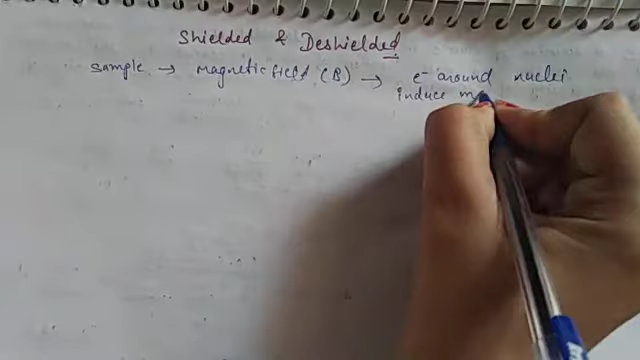 Shielded & Deshielded
Sample → Magnetic field (B) → e⁻ around nuclei
induce m